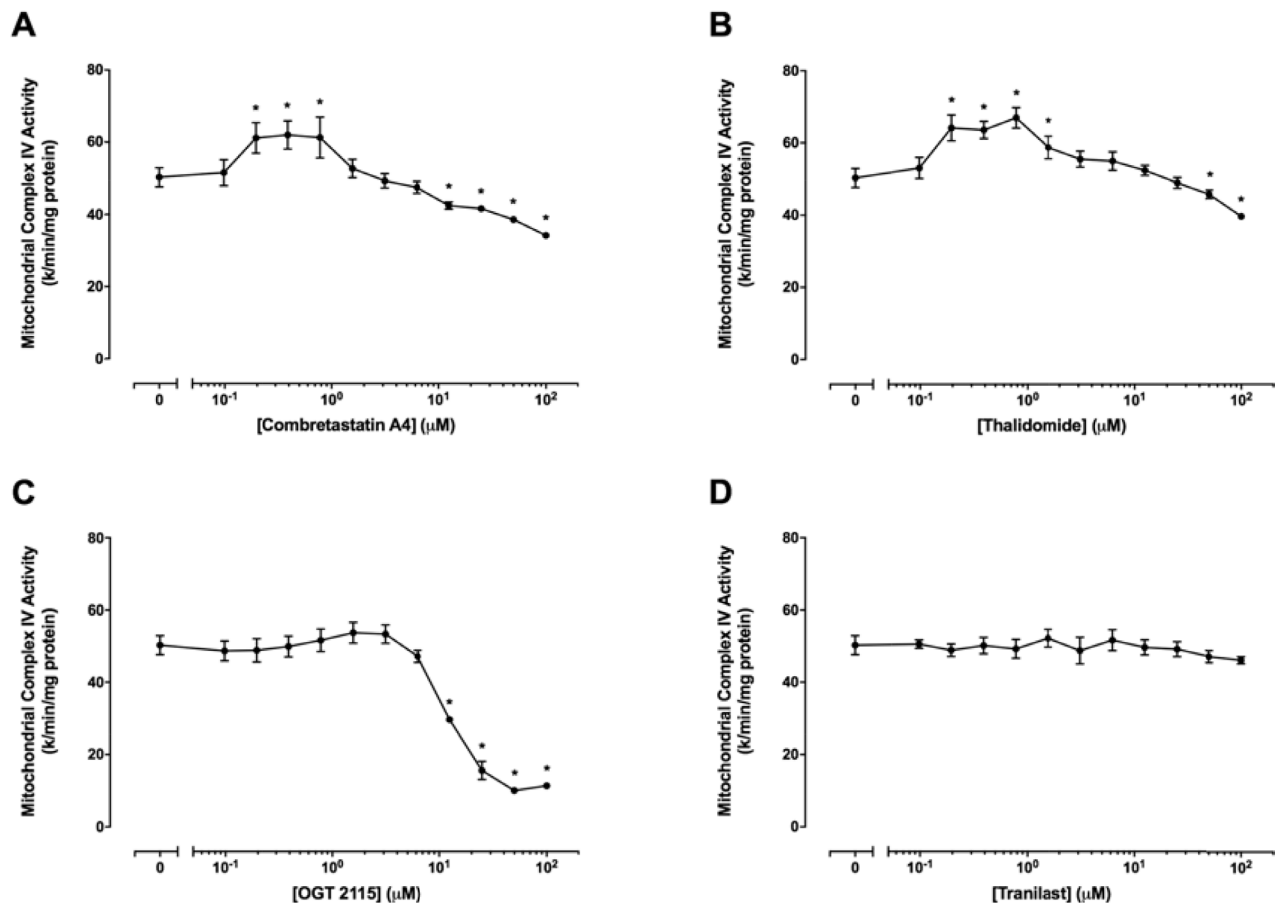 A
Mitochondrial Complex IV Activity
(k/min/mg protein)
80
60
40
20
0
* * * * * * *
0 10⁻¹ 10⁰ 10¹ 10²
[Combretastatin A4] (μM)
B
Mitochondrial Complex IV Activity
(k/min/mg protein)
80
60
40
20
0
* * * * * *
0 10⁻¹ 10⁰ 10¹ 10²
[Thalidomide] (μM)
C
Mitochondrial Complex IV Activity
(k/min/mg protein)
80
60
40
20
0
* * * *
0 10⁻¹ 10⁰ 10¹ 10²
[OGT 2115] (μM)
D
Mitochondrial Complex IV Activity
(k/min/mg protein)
80
60
40
20
0
0 10⁻¹ 10⁰ 10¹ 10²
[Tranilast] (μM)